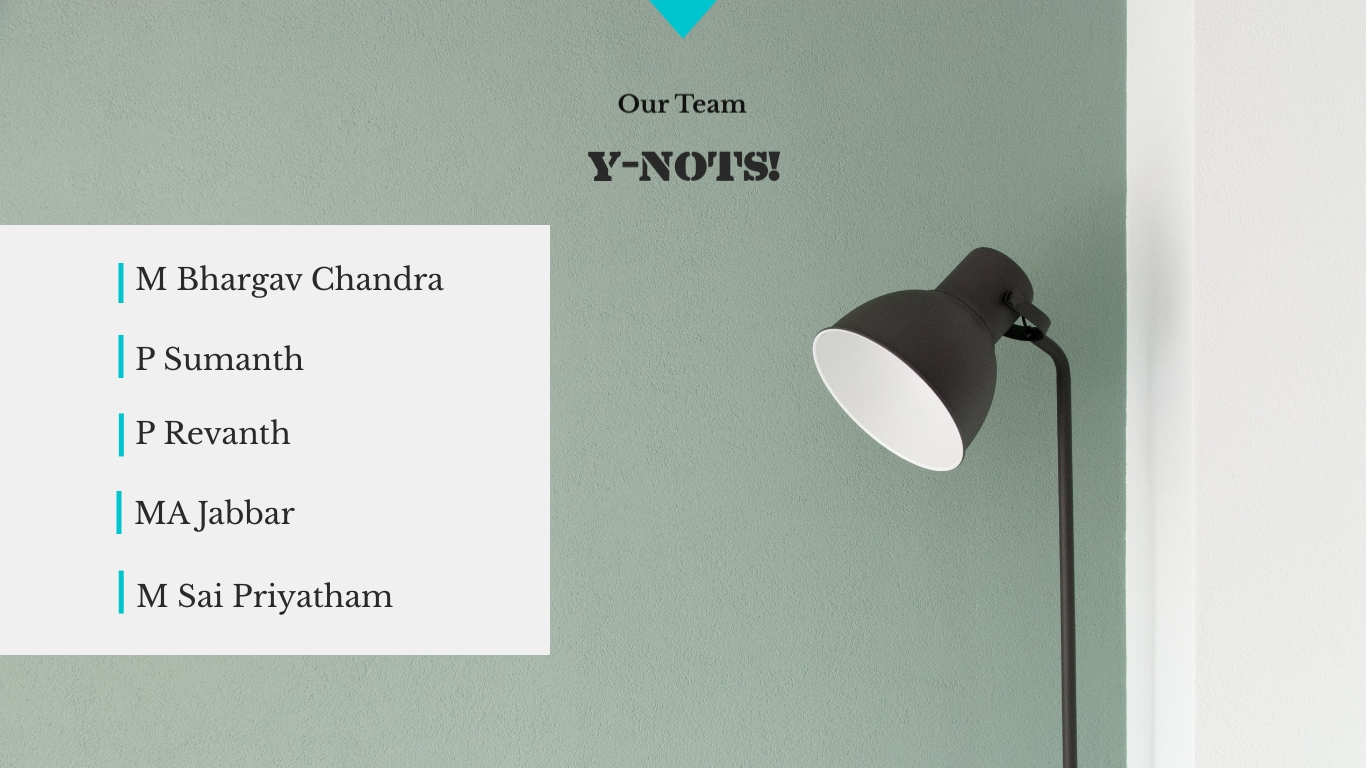 Our Team
Y-NOTS!
M Bhargav Chandra
P Sumanth
P Revanth
MA Jabbar
M Sai Priyatham